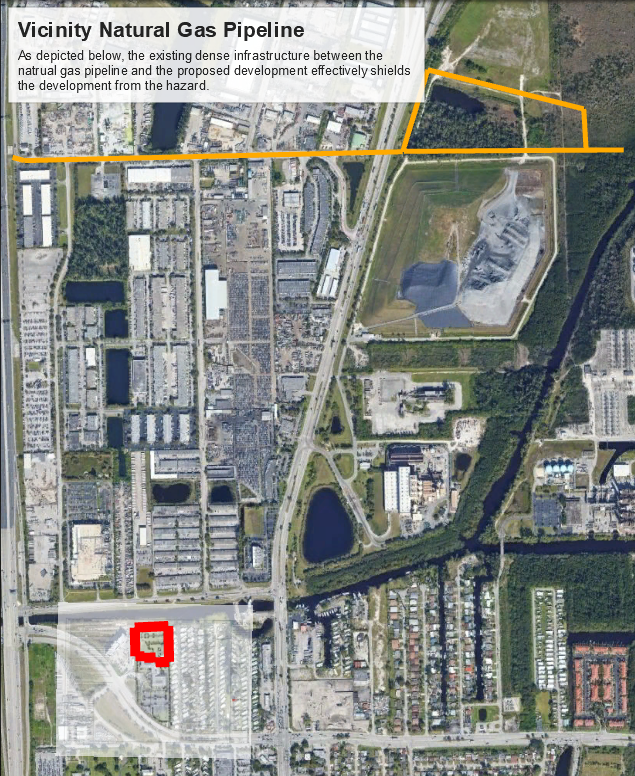 Vicinity Natural Gas Pipeline
As depicted below, the existing dense infrastructure between the
natrual gas pipeline and the proposed development effectively shields
the development from the hazard.